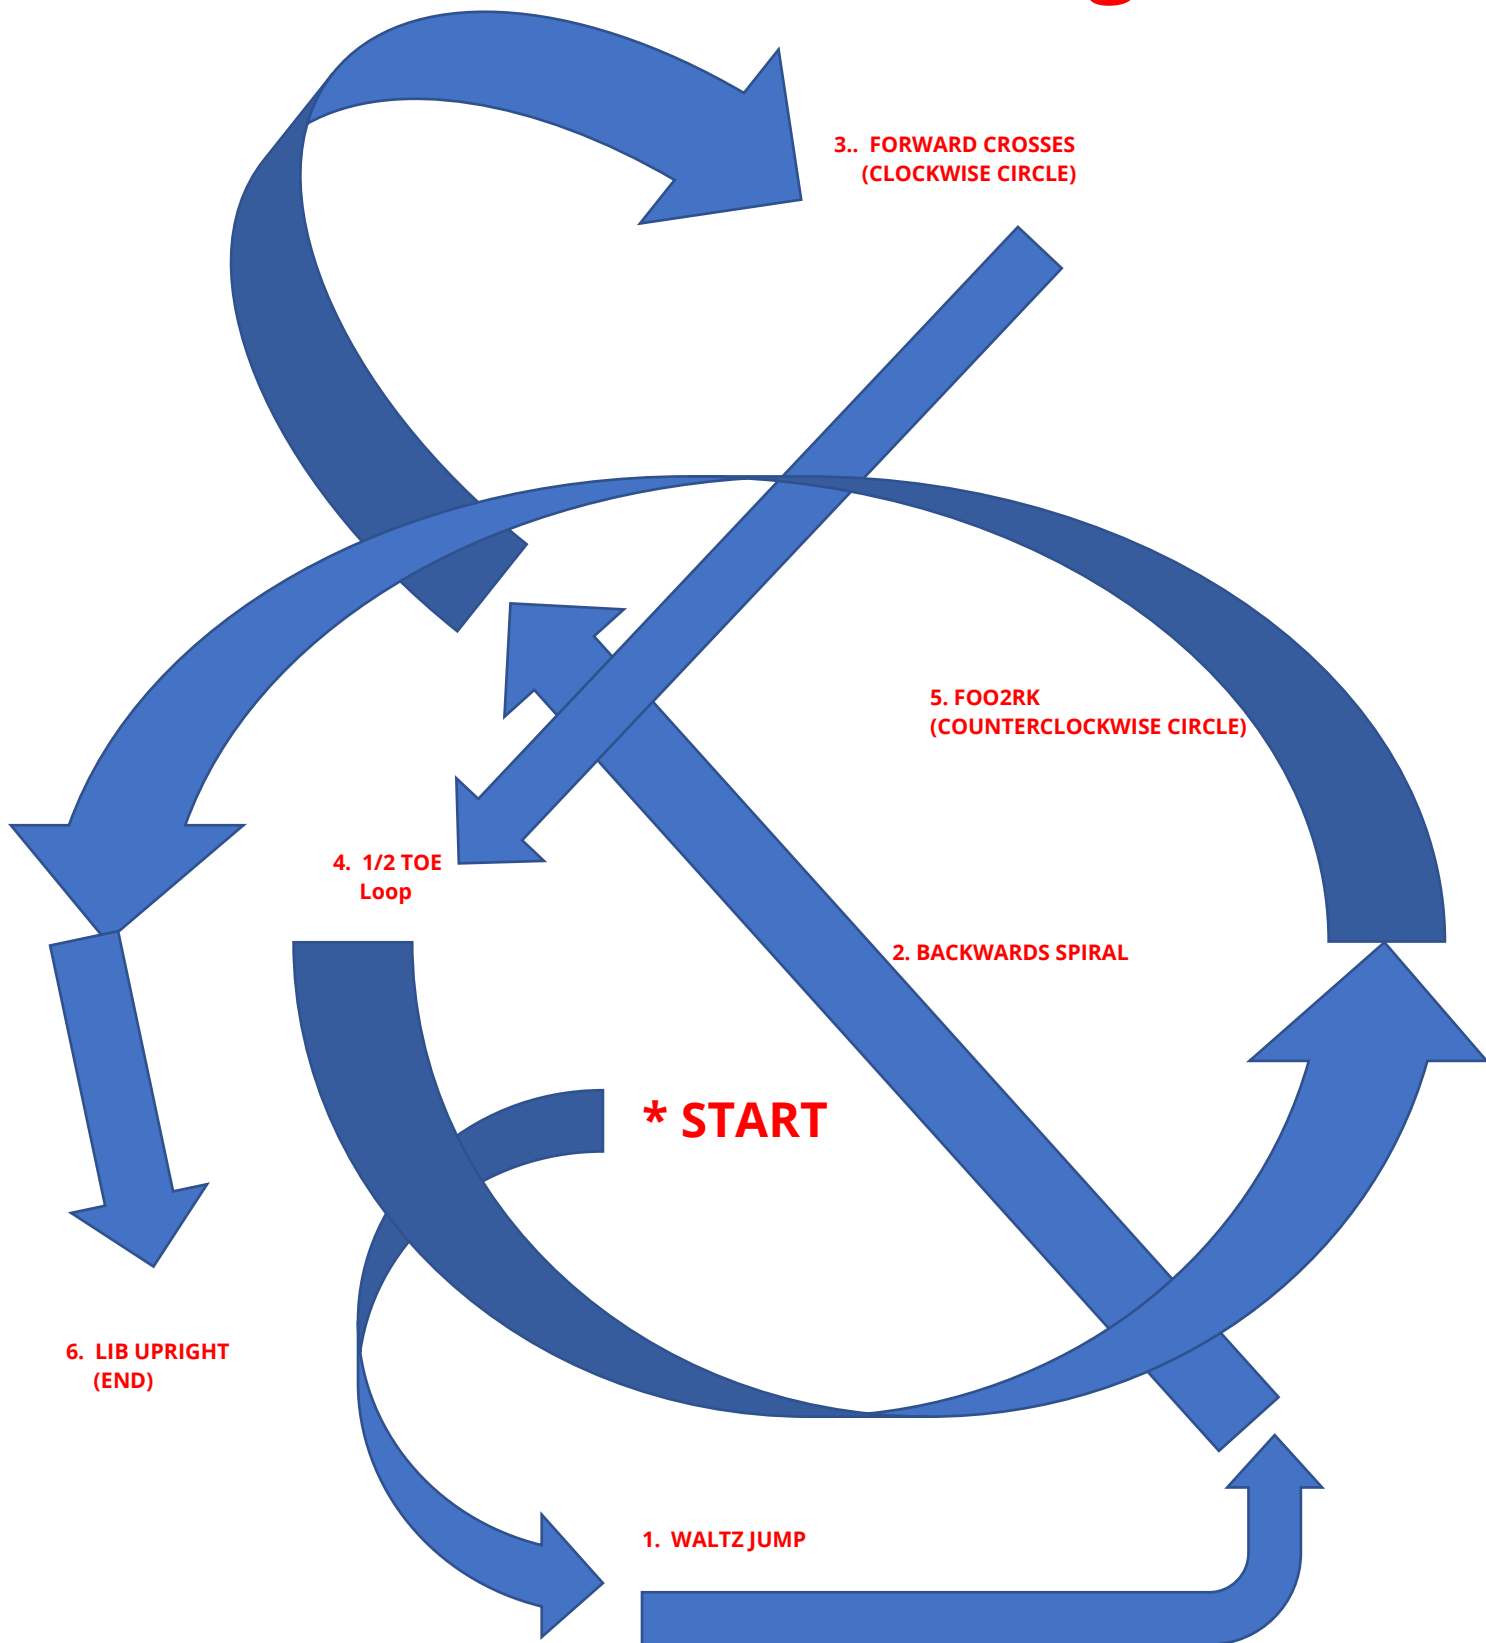 3.. FORWARD CROSSES
(CLOCKWISE CIRCLE)
5. FOO2RK
(COUNTERCLOCKWISE CIRCLE)
4. 1/2 TOE
Loop
2. BACKWARDS SPIRAL
* START
6. LIB UPRIGHT
(END)
1. WALTZ JUMP